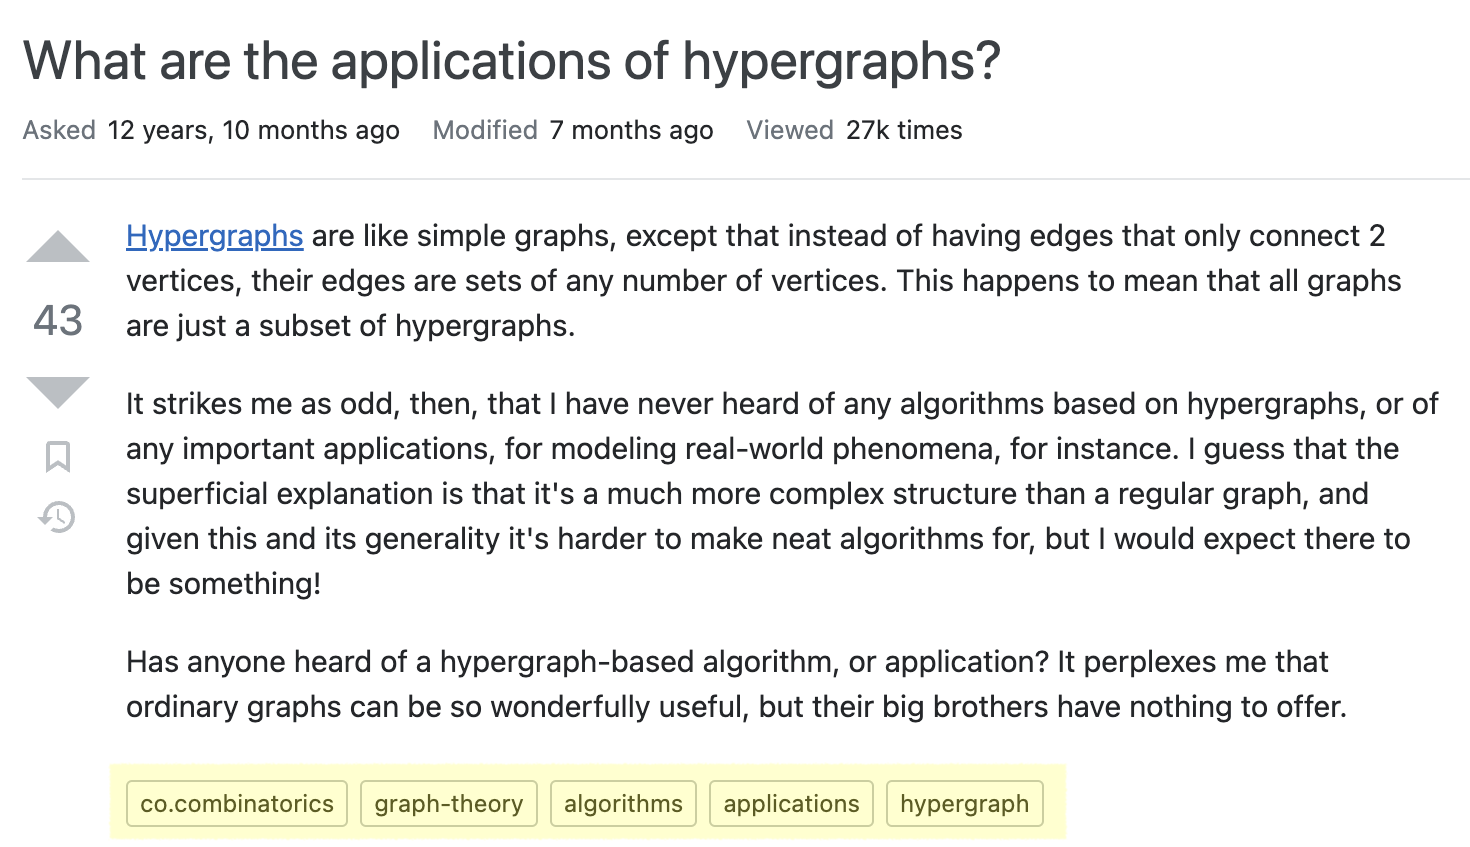 What are the applications of hypergraphs?
Asked 12 years, 10 months ago Modified 7 months ago Viewed 27k times
Hypergraphs are like simple graphs, except that instead of having edges that only connect 2
vertices, their edges are sets of any number of vertices. This happens to mean that all graphs
are just a subset of hypergraphs.
43
It strikes me as odd, then, that I have never heard of any algorithms based on hypergraphs, or of
any important applications, for modeling real-world phenomena, for instance. I guess that the
superficial explanation is that it's a much more complex structure than a regular graph, and
given this and its generality it's harder to make neat algorithms for, but I would expect there to
be something!
Has anyone heard of a hypergraph-based algorithm, or application? It perplexes me that
ordinary graphs can be so wonderfully useful, but their big brothers have nothing to offer.
co.combinatorics graph-theory algorithms applications hypergraph